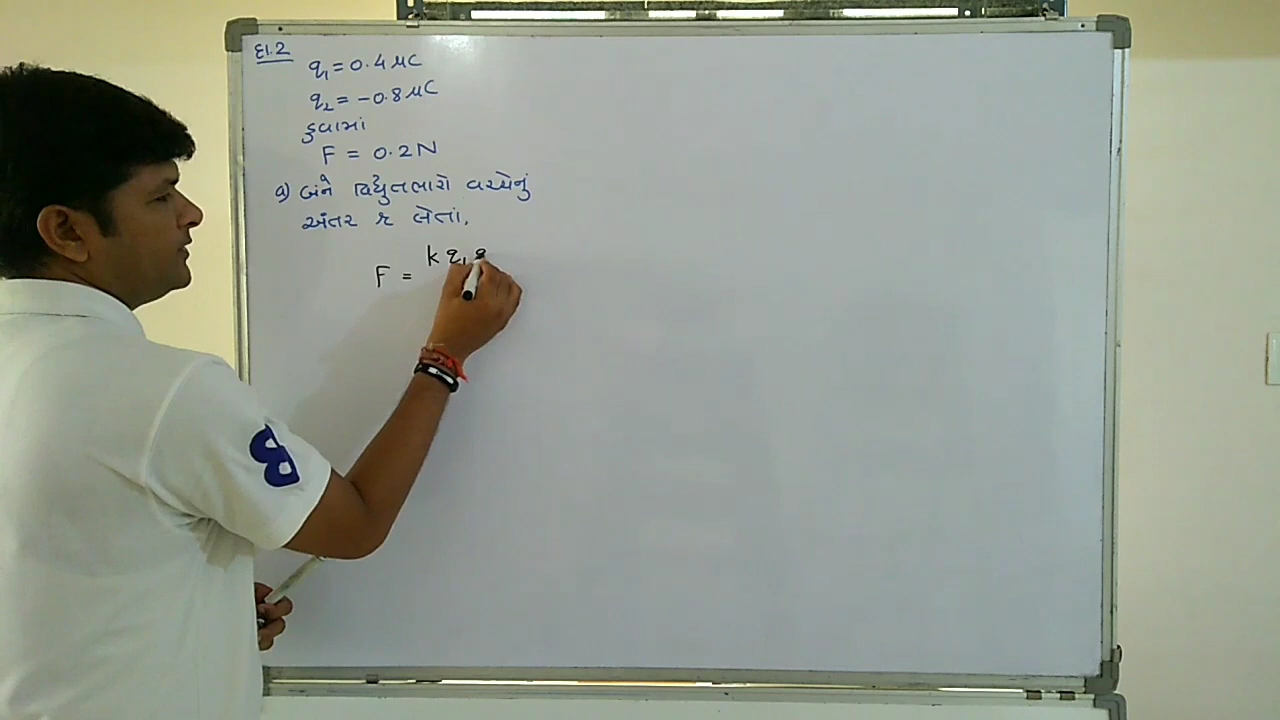 દા.2
q₁ = 0.4 μC
q₂ = -0.8 μC
હવામાં
F = 0.2 N
a) બંને વિદ્યુતભારો વચ્ચેનું
અંતર r લેતાં,
F = k q₁ q
B